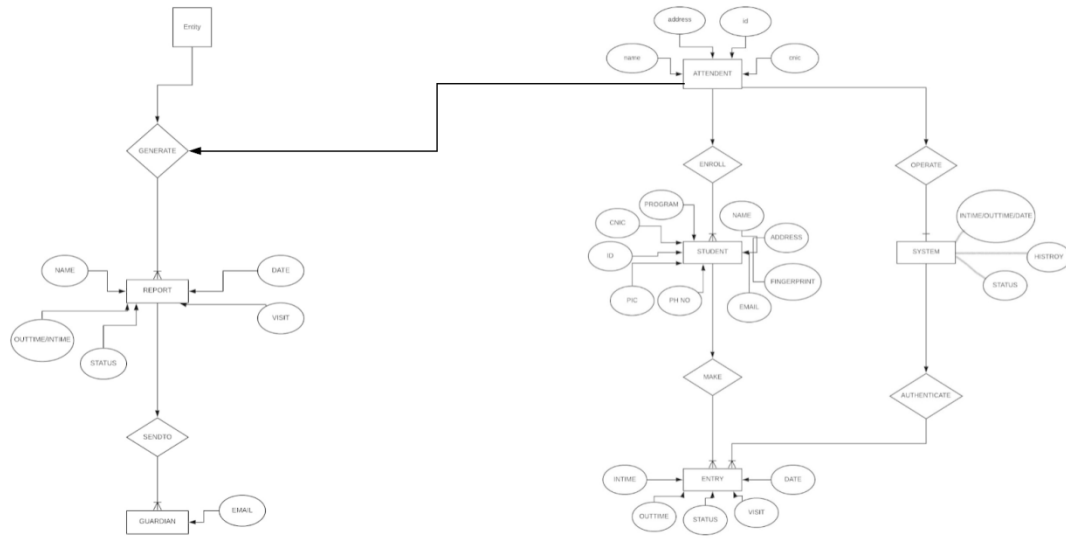 Entity
address
id
name
cnic
ATTENDENT
GENERATE
ENROLL
OPERATE
PROGRAM
NAME
INTIME/OUTTIME/DATE
CNIC
ADDRESS
ID
STUDENT
SYSTEM
HISTROY
NAME
DATE
FINGERPRINT
STATUS
REPORT
PIC
PH NO
EMAIL
VISIT
OUTTIME/INTIME
STATUS
MAKE
AUTHENTICATE
SENDTO
INTIME
ENTRY
DATE
EMAIL
OUTTIME
STATUS
VISIT
GUARDIAN